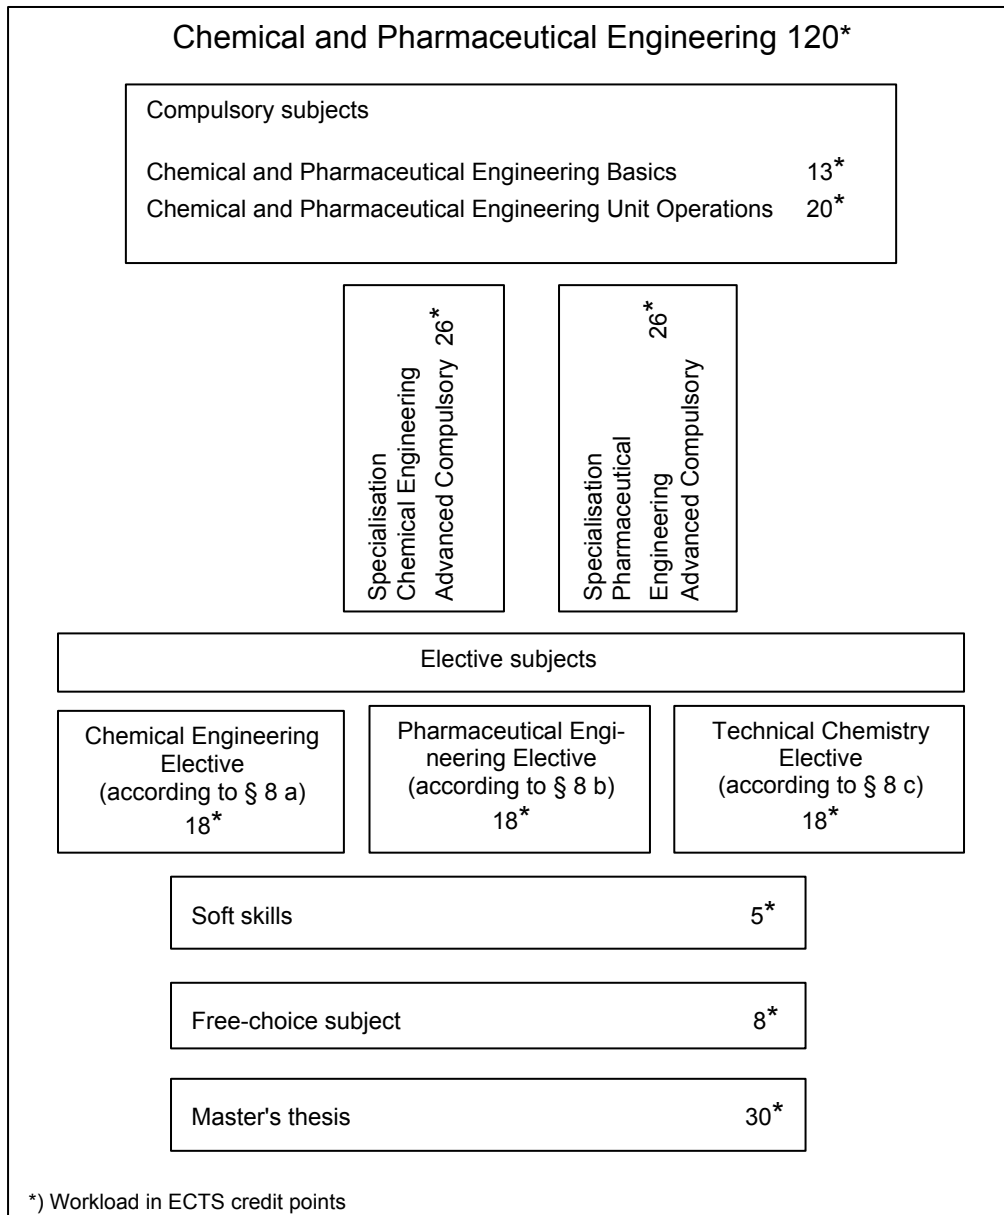 Chemical and Pharmaceutical Engineering 120*
Compulsory subjects
Chemical and Pharmaceutical Engineering Basics 13*
Chemical and Pharmaceutical Engineering Unit Operations 20*
Specialisation
Chemical Engineering
Advanced Compulsory 26*
Specialisation
Pharmaceutical
Engineering 26*
Advanced Compulsory
Elective subjects
Chemical Engineering
Elective
(according to § 8 a)
18*
Pharmaceutical Engi-
neering Elective
(according to § 8 b)
18*
Technical Chemistry
Elective
(according to § 8 c)
18*
Soft skills 5*
Free-choice subject 8*
Master's thesis 30*
*) Workload in ECTS credit points